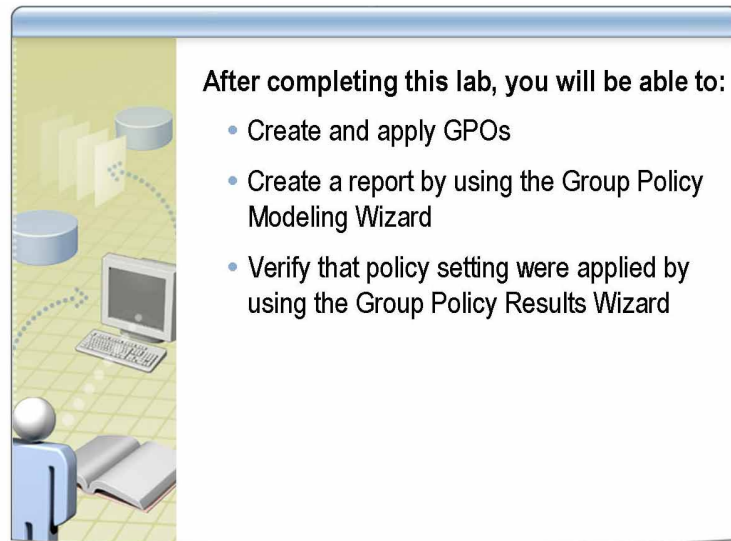 After completing this lab, you will be able to:
• Create and apply GPOs
• Create a report by using the Group Policy
Modeling Wizard
• Verify that policy setting were applied by
using the Group Policy Results Wizard